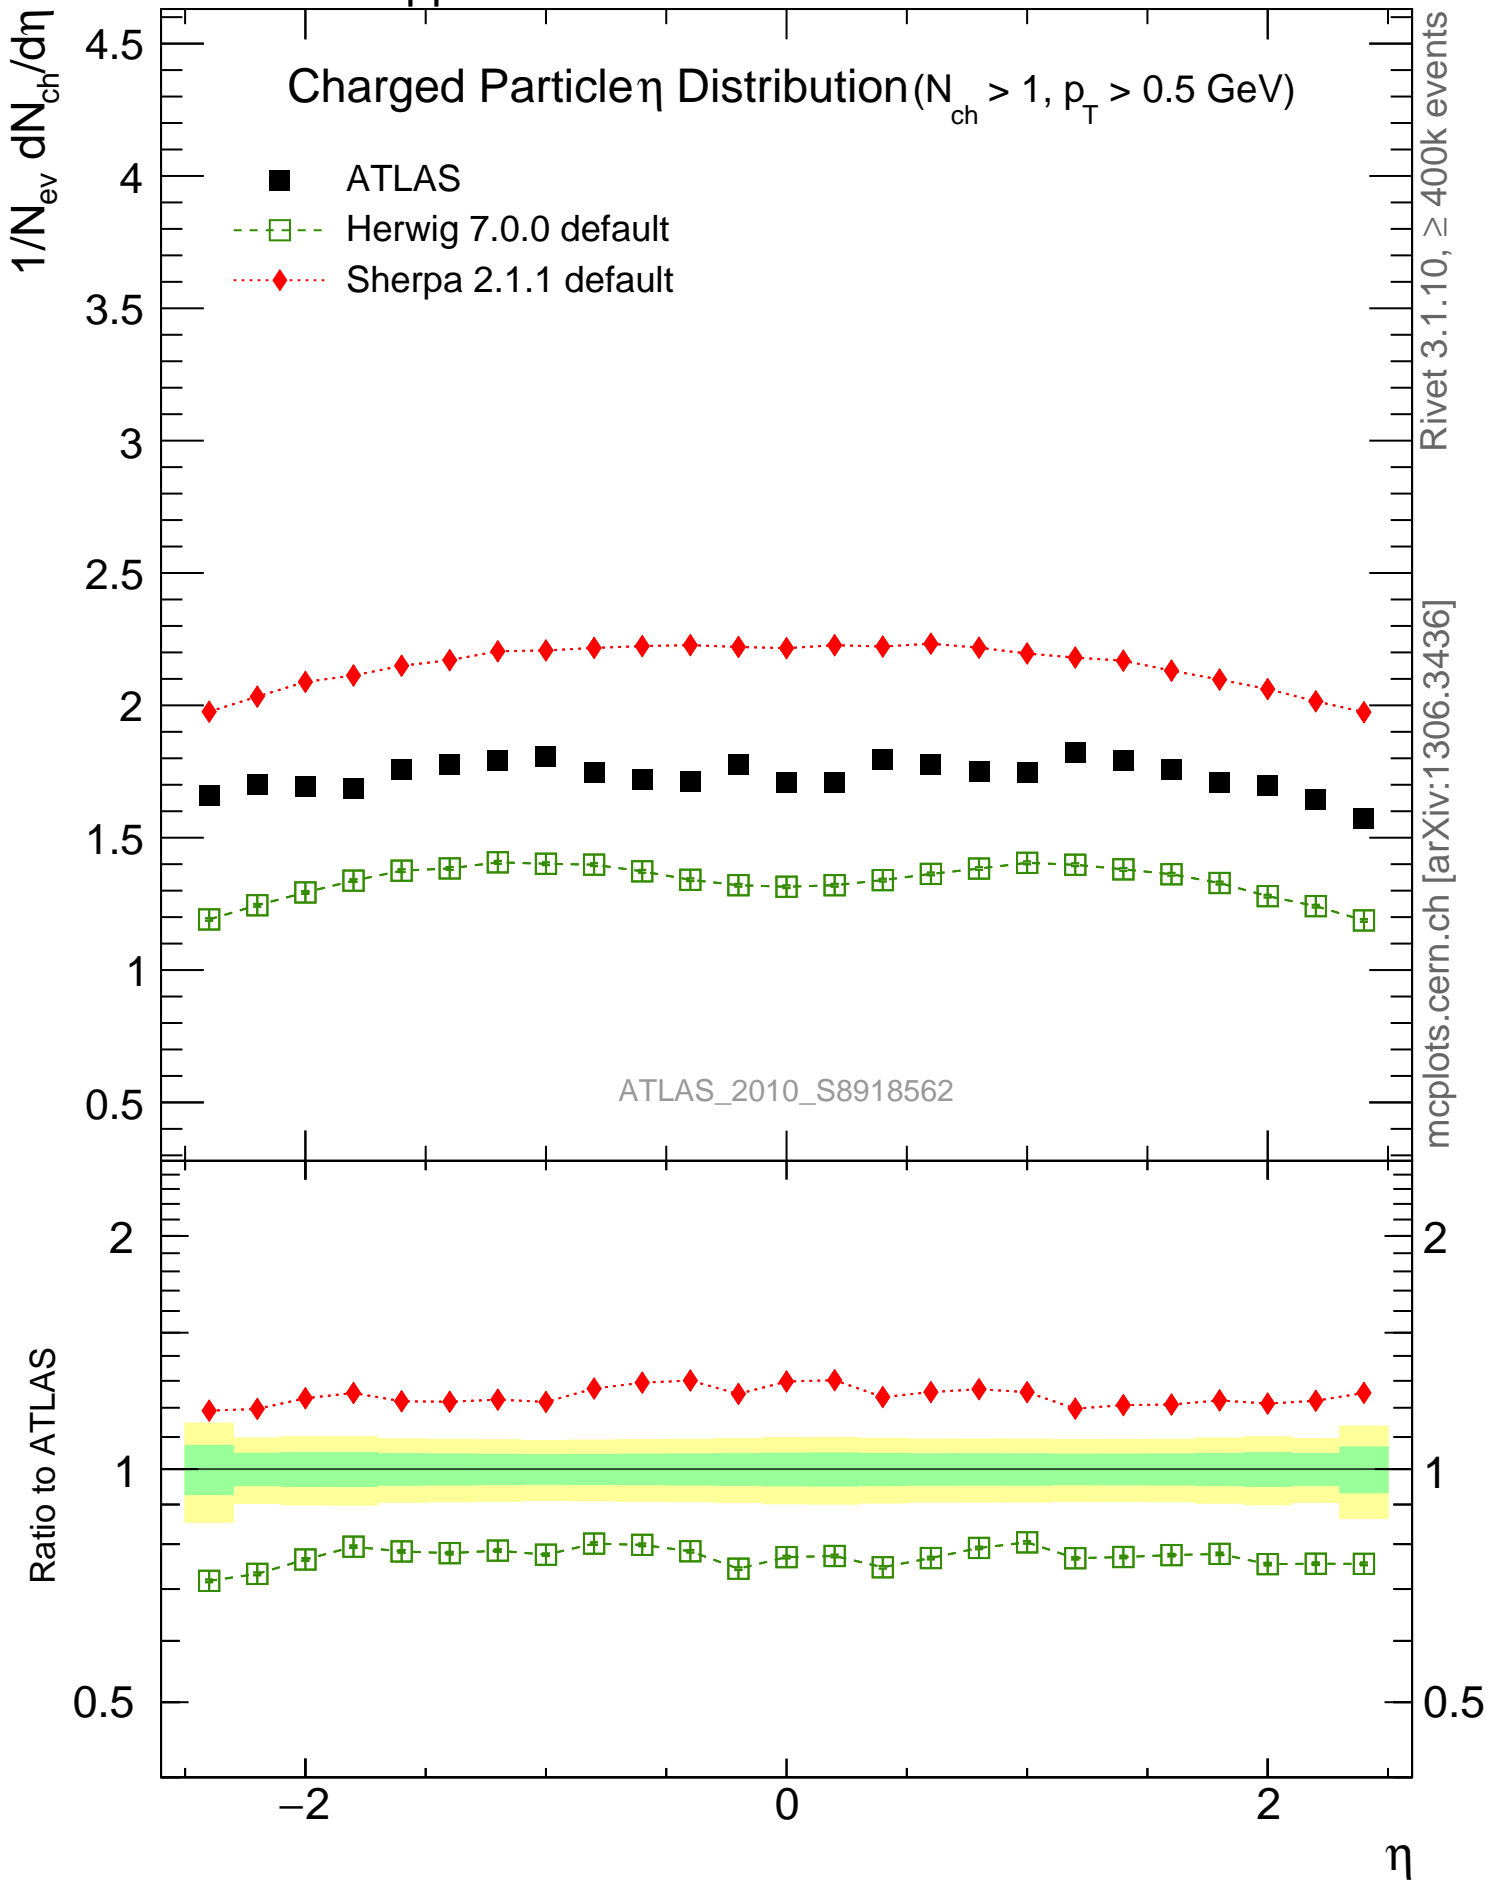 1/N_ev dN_ch/dη
Charged Particle η Distribution (N_ch > 1, p_T > 0.5 GeV)
ATLAS
Herwig 7.0.0 default
Sherpa 2.1.1 default
4.5
4
3.5
3
2.5
2
1.5
1
0.5
ATLAS_2010_S8918562
Rivet 3.1.10, ≥ 400k events
mcplots.cern.ch [arXiv:1306.3436]
Ratio to ATLAS
2
1
0.5
2
1
0.5
−2
0
2
η